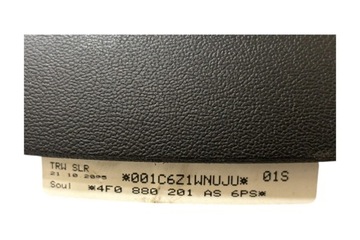 TRW SLR
*001C6Z1WNUJU* 01S
21 10 2005
Soul *4F0 880 201 AS 6PS*